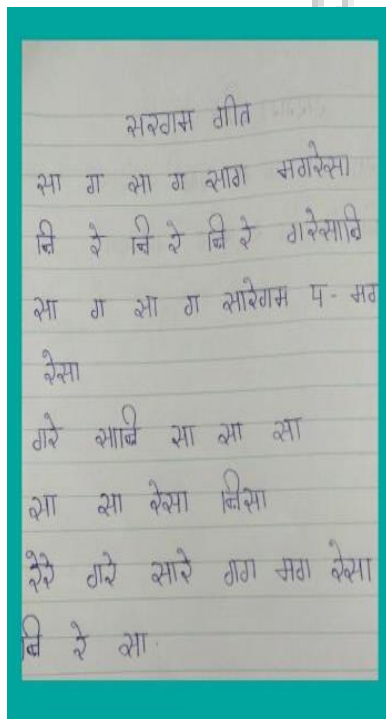 सरगम गीत
सा ग सा ग साग मगरेसा
नि़ रे नि़ रे नि़ रे गरेसानि़
सा ग सा ग सारेगम प - मग
रेसा
गरे सानि़ सा सा सा
सा सा रेसा नि़सा
रेरे गरे सारे गग मग रेसा
नि़ रे सा.